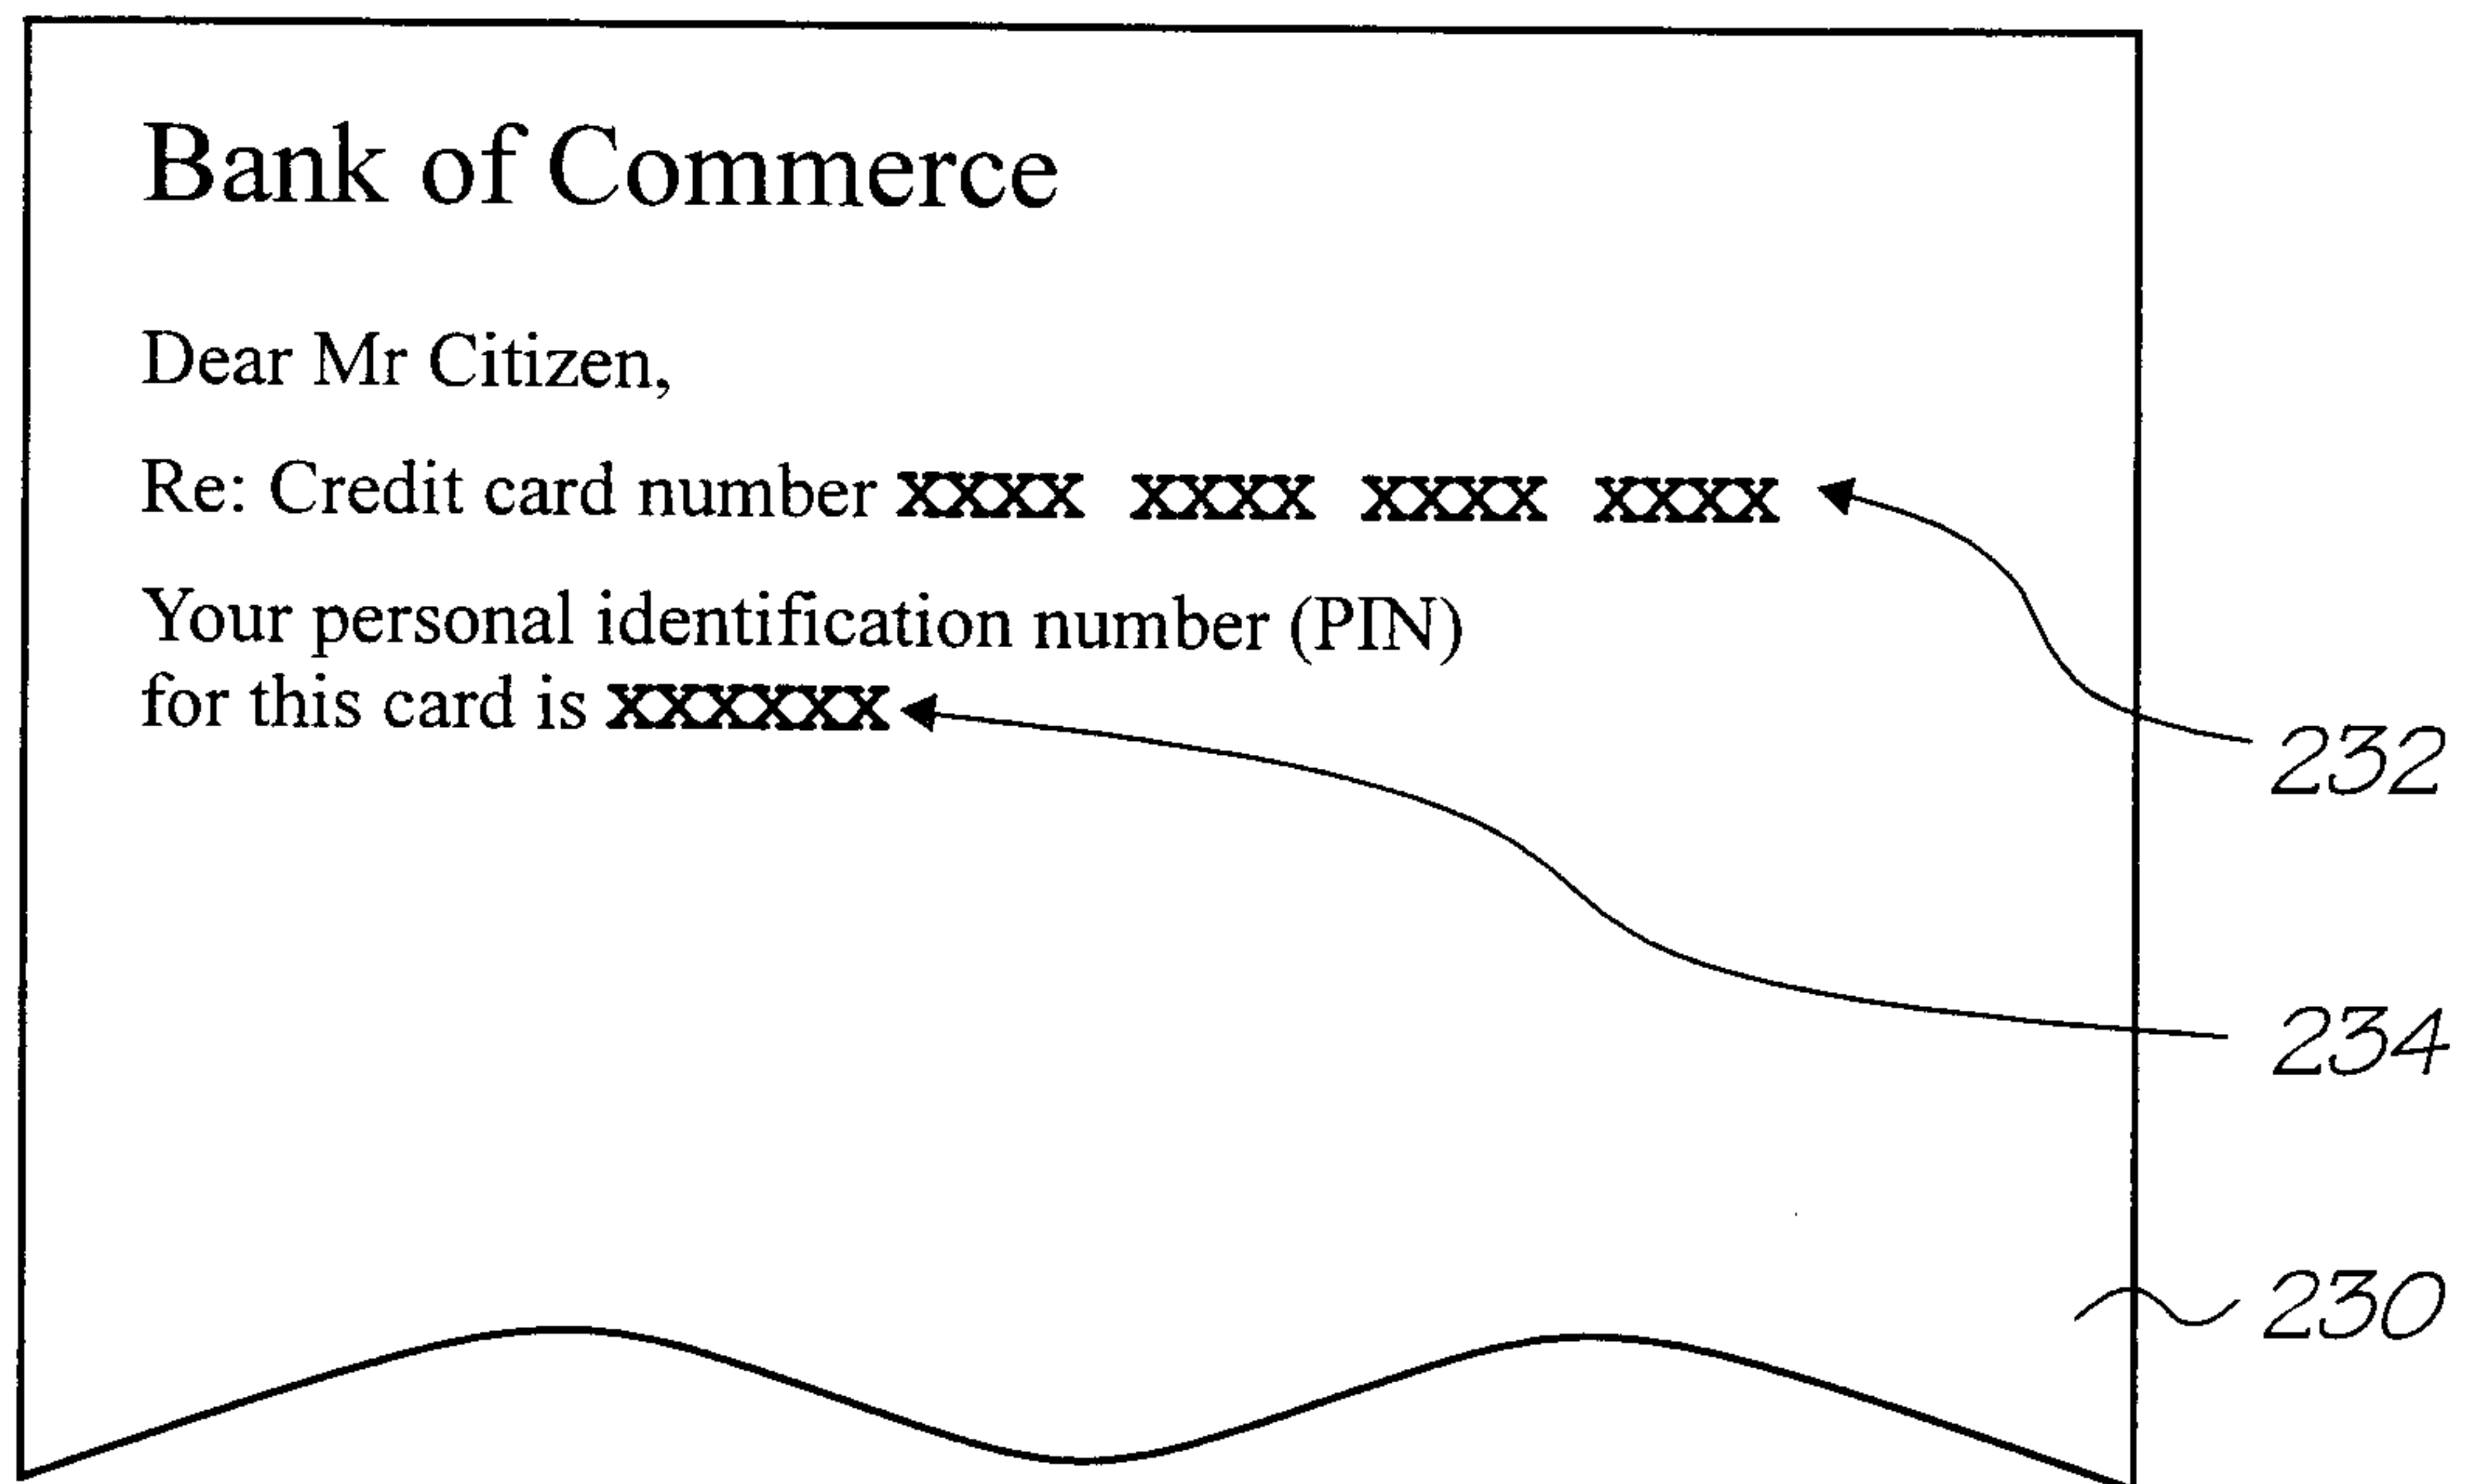 Bank of Commerce
Dear Mr Citizen,
Re: Credit card number xxxx xxxx xxxx xxxx
Your personal identification number (PIN)
for this card is xxxxxx
232
234
230